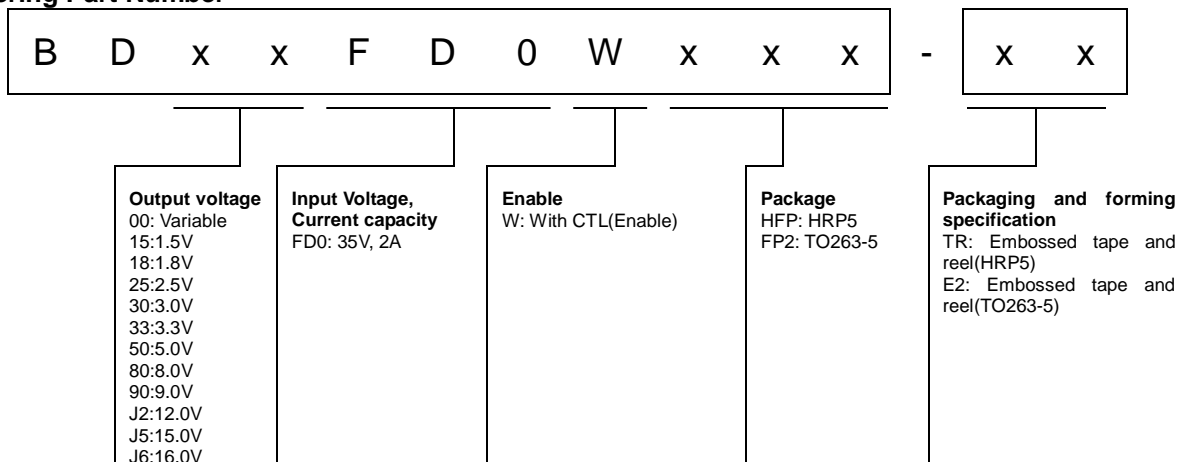 B D x x F D 0 W x x x - x x
Output voltage
00: Variable
15:1.5V
18:1.8V
25:2.5V
30:3.0V
33:3.3V
50:5.0V
80:8.0V
90:9.0V
J2:12.0V
J5:15.0V
J6:16.0V
Input Voltage,
Current capacity
FD0: 35V, 2A
Enable
W: With CTL(Enable)
Package
HFP: HRP5
FP2: TO263-5
Packaging and forming
specification
TR: Embossed tape and
reel(HRP5)
E2: Embossed tape and
reel(TO263-5)